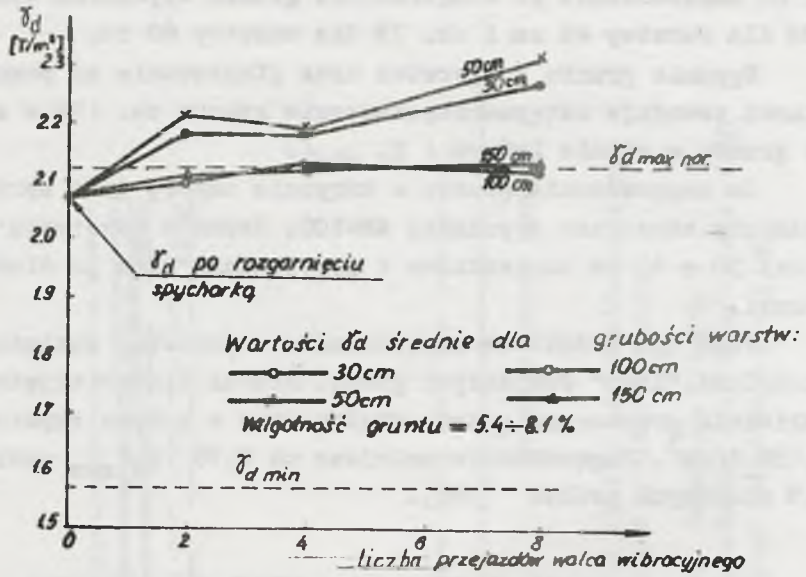 γd
[T/m³]
2.3
2.2
2.1
2.0
1.9
1.8
1.7
1.6
1.5
0
2
4
6
8
50cm
30cm
150 cm
100 cm
γd max nor.
γd po rozgarnięciu
spycharką
Wartości γd średnie dla grubości warstw:
30cm
100cm
50cm
150 cm
Wilgotność gruntu = 5.4÷8.1 %
γd min
liczba przejazdów walca wibracyjnego